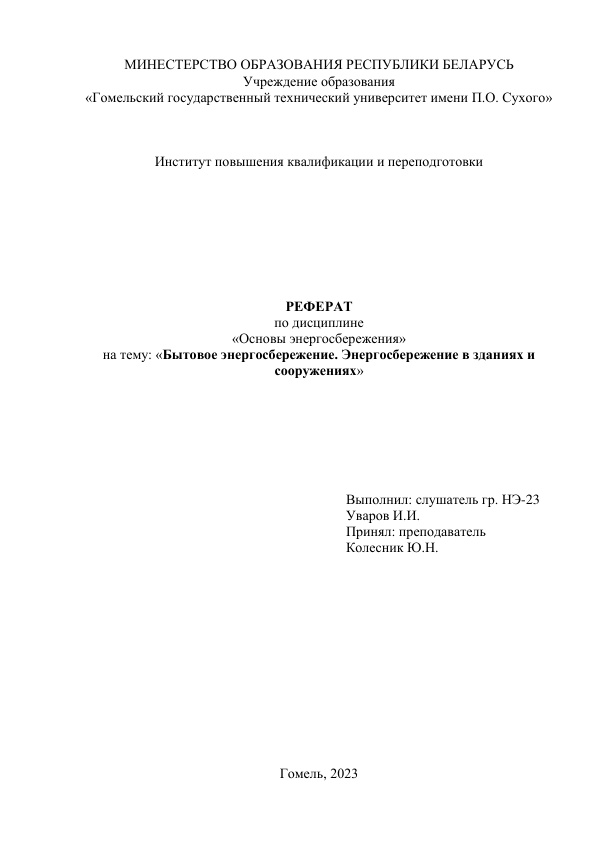 МИНЕСТЕРСТВО ОБРАЗОВАНИЯ РЕСПУБЛИКИ БЕЛАРУСЬ
Учреждение образования
«Гомельский государственный технический университет имени П.О. Сухого»
Институт повышения квалификации и переподготовки
РЕФЕРАТ
по дисциплине
«Основы энергосбережения»
на тему: «Бытовое энергосбережение. Энергосбережение в зданиях и
сооружениях»
Выполнил: слушатель гр. НЭ-23
Уваров И.И.
Принял: преподаватель
Колесник Ю.Н.
Гомель, 2023